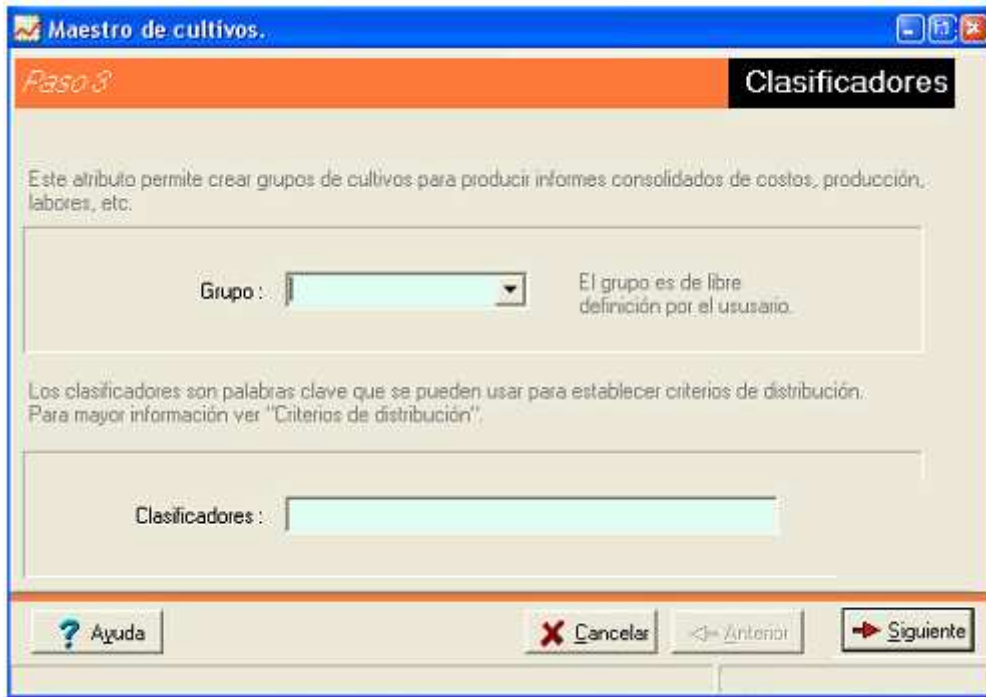 Maestro de cultivos.
Paso 3
Clasificadores
Este atributo permite crear grupos de cultivos para producir informes consolidados de costos, producción,
labores, etc.
Grupo :
El grupo es de libre
definición por el ususario.
Los clasificadores son palabras clave que se pueden usar para establecer criterios de distribución.
Para mayor información ver "Criterios de distribución".
Clasificadores :
? Ayuda
Cancelar
Anterior
Siguiente